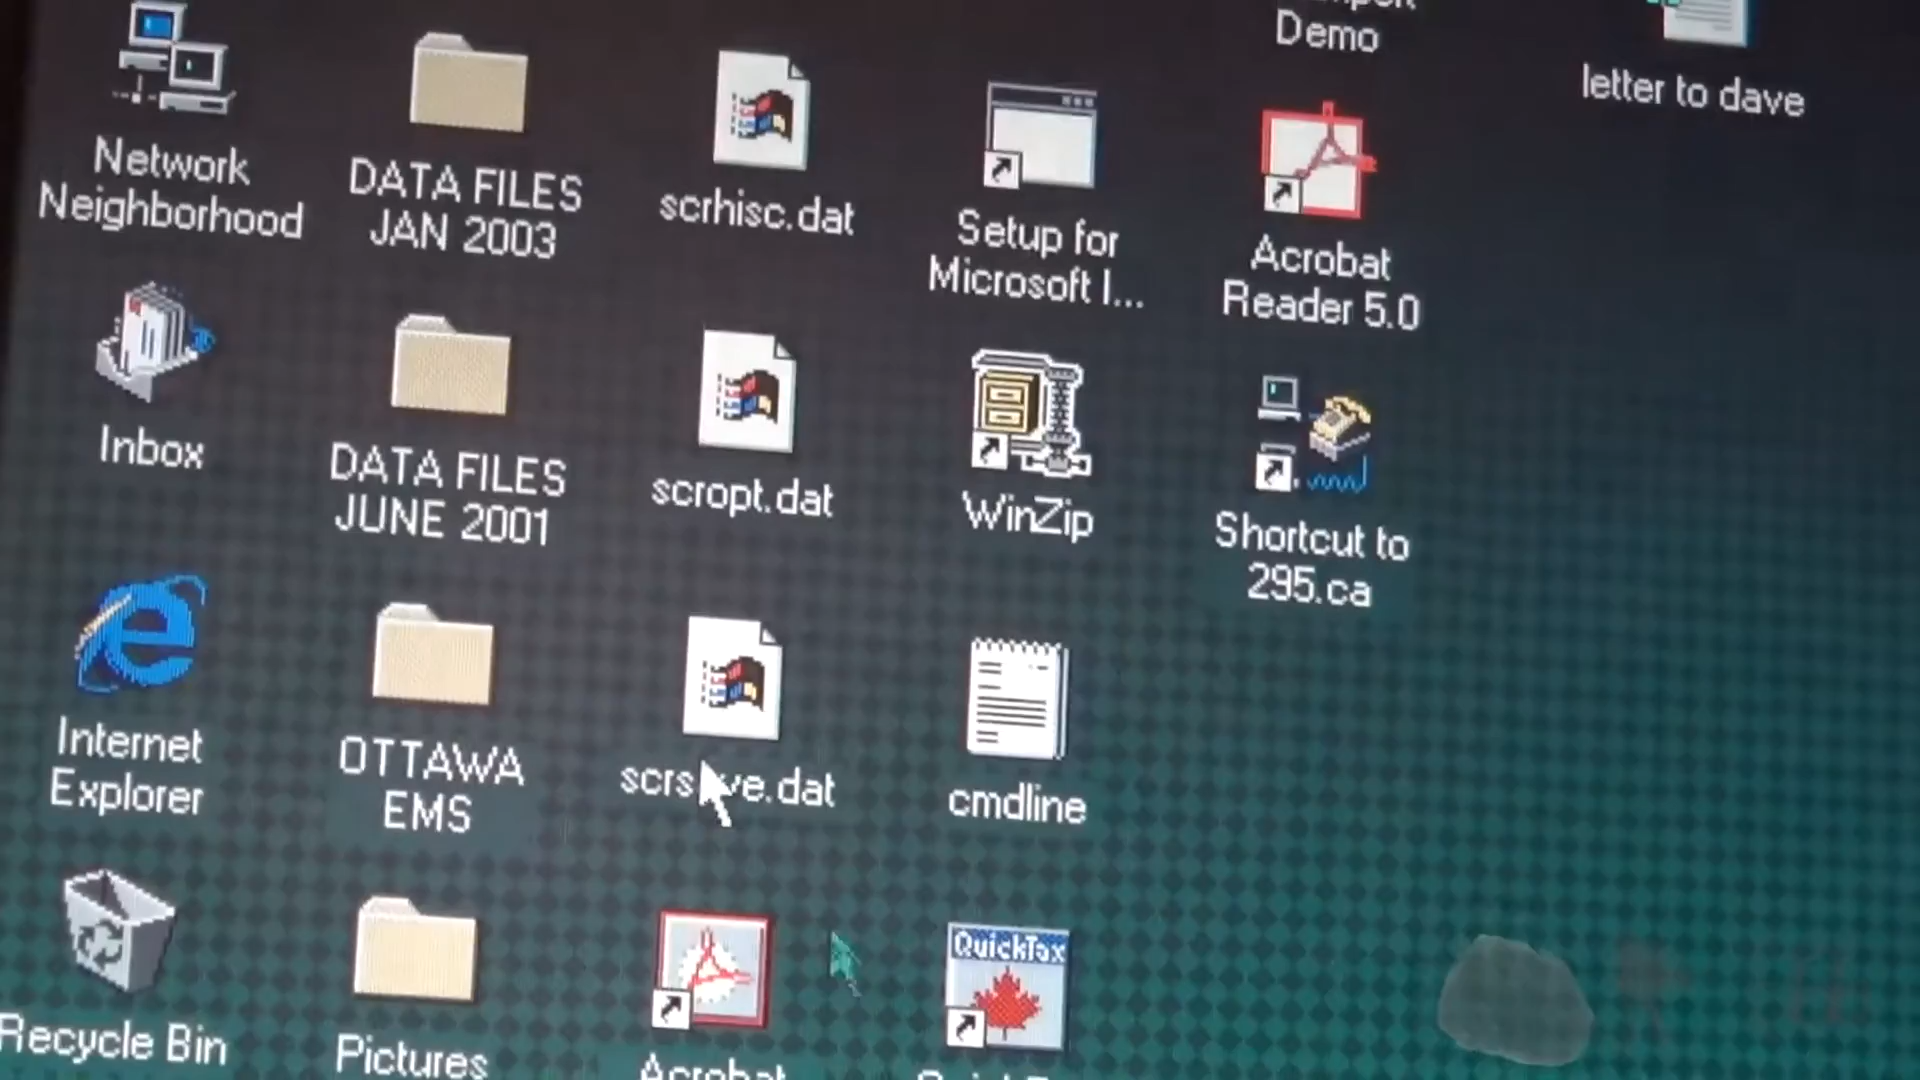 Network
Neighborhood
Inbox
Internet
Explorer
Recycle Bin
DATA FILES
JAN 2003
DATA FILES
JUNE 2001
OTTAWA
EMS
Pictures
scrhisc.dat
scropt.dat
Acrobat
Setup for
Microsoft I...
WinZip
cmdline
QuickTax
Demo
Acrobat
Reader 5.0
Shortcut to
295.ca
letter to dave